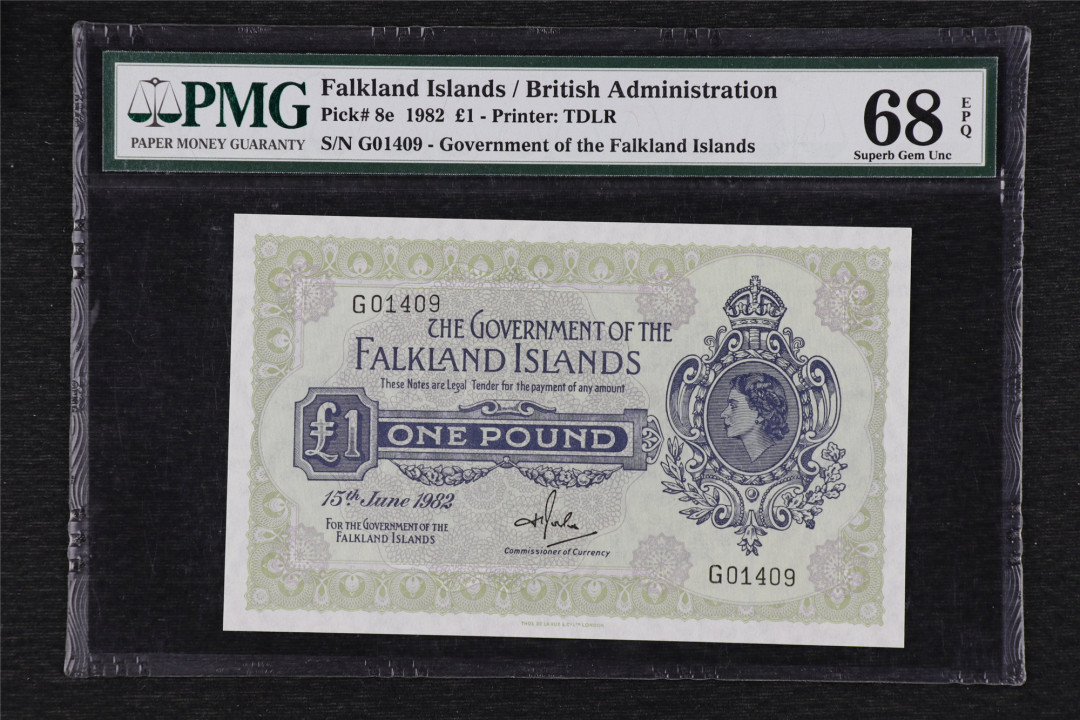 PMG
PAPER MONEY GUARANTY
Falkland Islands / British Administration
Pick# 8e 1982 £1 - Printer: TDLR
S/N G01409 - Government of the Falkland Islands
68
EPQ
Superb Gem Unc
G01409
THE GOVERNMENT OF THE
FALKLAND ISLANDS
These Notes are Legal Tender for the payment of any amount
£1
ONE POUND
15th June 1982
FOR THE GOVERNMENT OF THE
FALKLAND ISLANDS
Commissioner of Currency
G01409